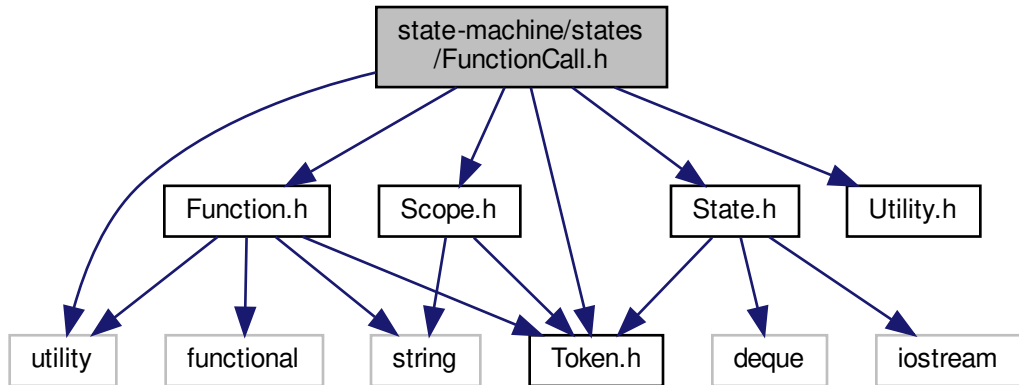 state-machine/states
/FunctionCall.h
Function.h
Scope.h
State.h
Utility.h
utility
functional
string
Token.h
deque
iostream